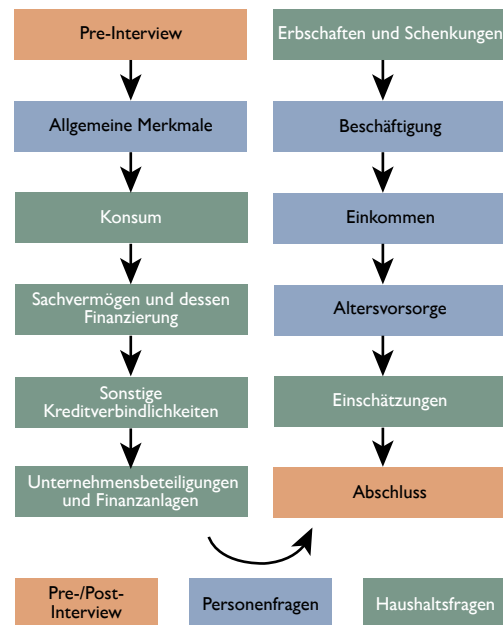 Pre-Interview
Allgemeine Merkmale
Konsum
Sachvermögen und dessen
Finanzierung
Sonstige
Kreditverbindlichkeiten
Unternehmensbeteiligungen
und Finanzanlagen
Erbschaften und Schenkungen
Beschäftigung
Einkommen
Altersvorsorge
Einschätzungen
Abschluss
Pre-/Post-
Interview
Personenfragen
Haushaltsfragen